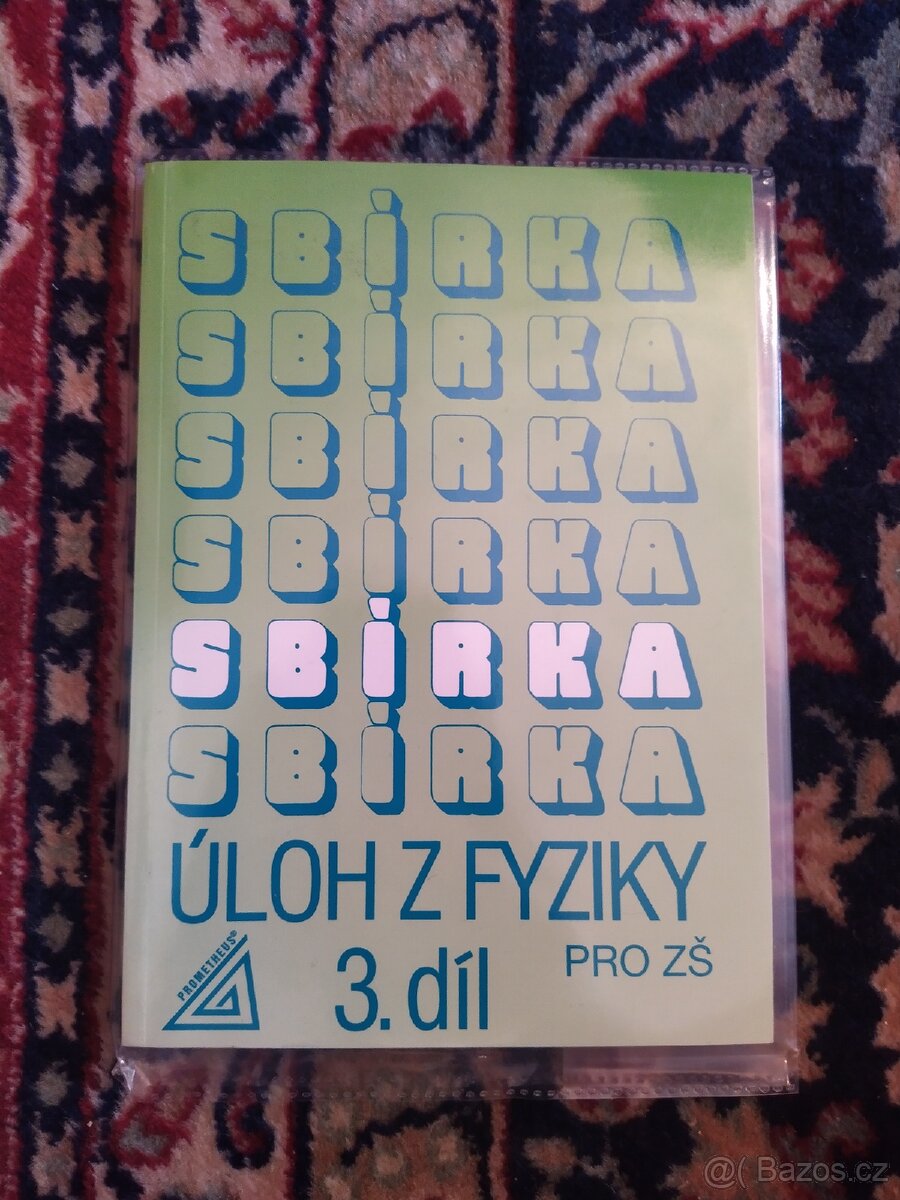 SBÍRKA
SBÍRKA
SBÍRKA
SBÍRKA
SBÍRKA
SBÍRKA
ÚLOH Z FYZIKY
PROMETHEUS®
3. díl
PRO ZŠ
@( Bazos.cz